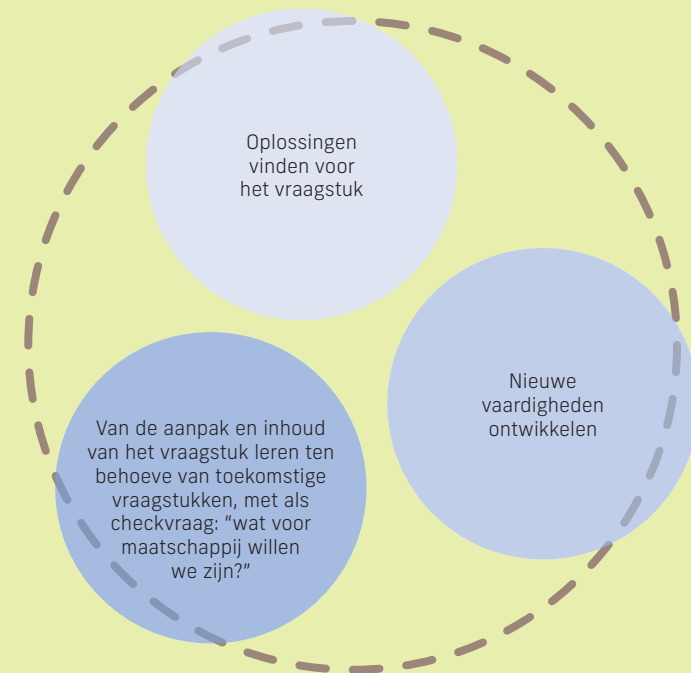 Oplossingen
vinden voor
het vraagstuk
Nieuwe
vaardigheden
ontwikkelen
Van de aanpak en inhoud
van het vraagstuk leren ten
behoeve van toekomstige
vraagstukken, met als
checkvraag: “wat voor
maatschappij willen
we zijn?”